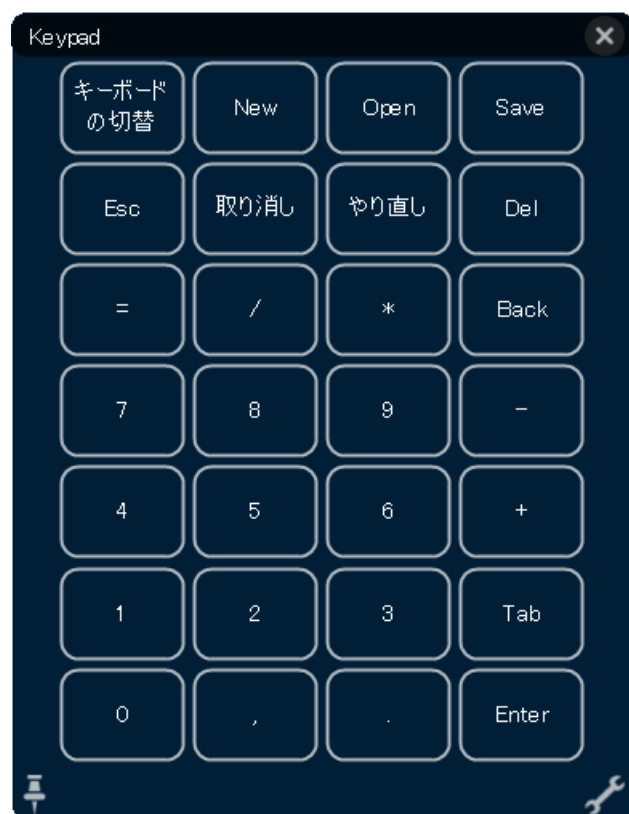 Keypad
キーボード
の切替
New
Open
Save
Esc
取り消し
やり直し
Del
=
/
*
Back
7
8
9
-
4
5
6
+
1
2
3
Tab
0
,
.
Enter